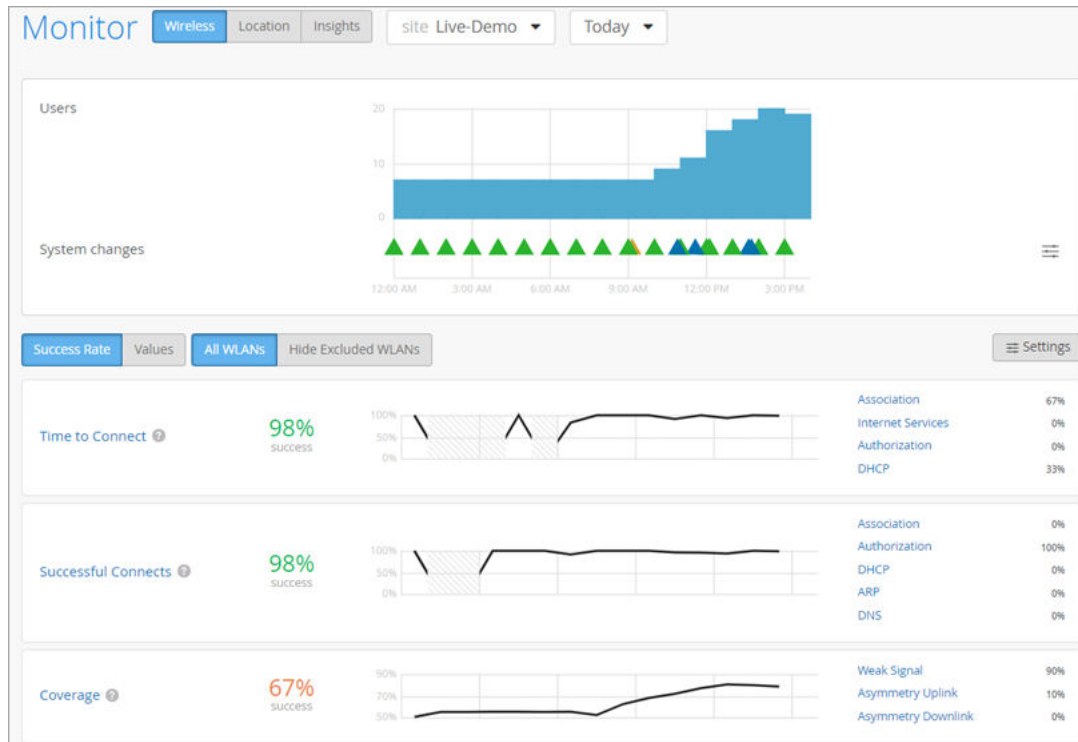 Monitor Wireless Location Insights site Live-Demo Today
Users
20
10
0
System changes
12:00 AM 3:00 AM 6:00 AM 9:00 AM 12:00 PM 3:00 PM
Success Rate Values All WLANs Hide Excluded WLANs Settings
Time to Connect ?
98%
success
100%
50%
0%
Association 67%
Internet Services 0%
Authorization 0%
DHCP 33%
Successful Connects ?
98%
success
100%
50%
0%
Association 0%
Authorization 100%
DHCP 0%
ARP 0%
DNS 0%
Coverage ?
67%
success
90%
70%
50%
Weak Signal 90%
Asymmetry Uplink 10%
Asymmetry Downlink 0%